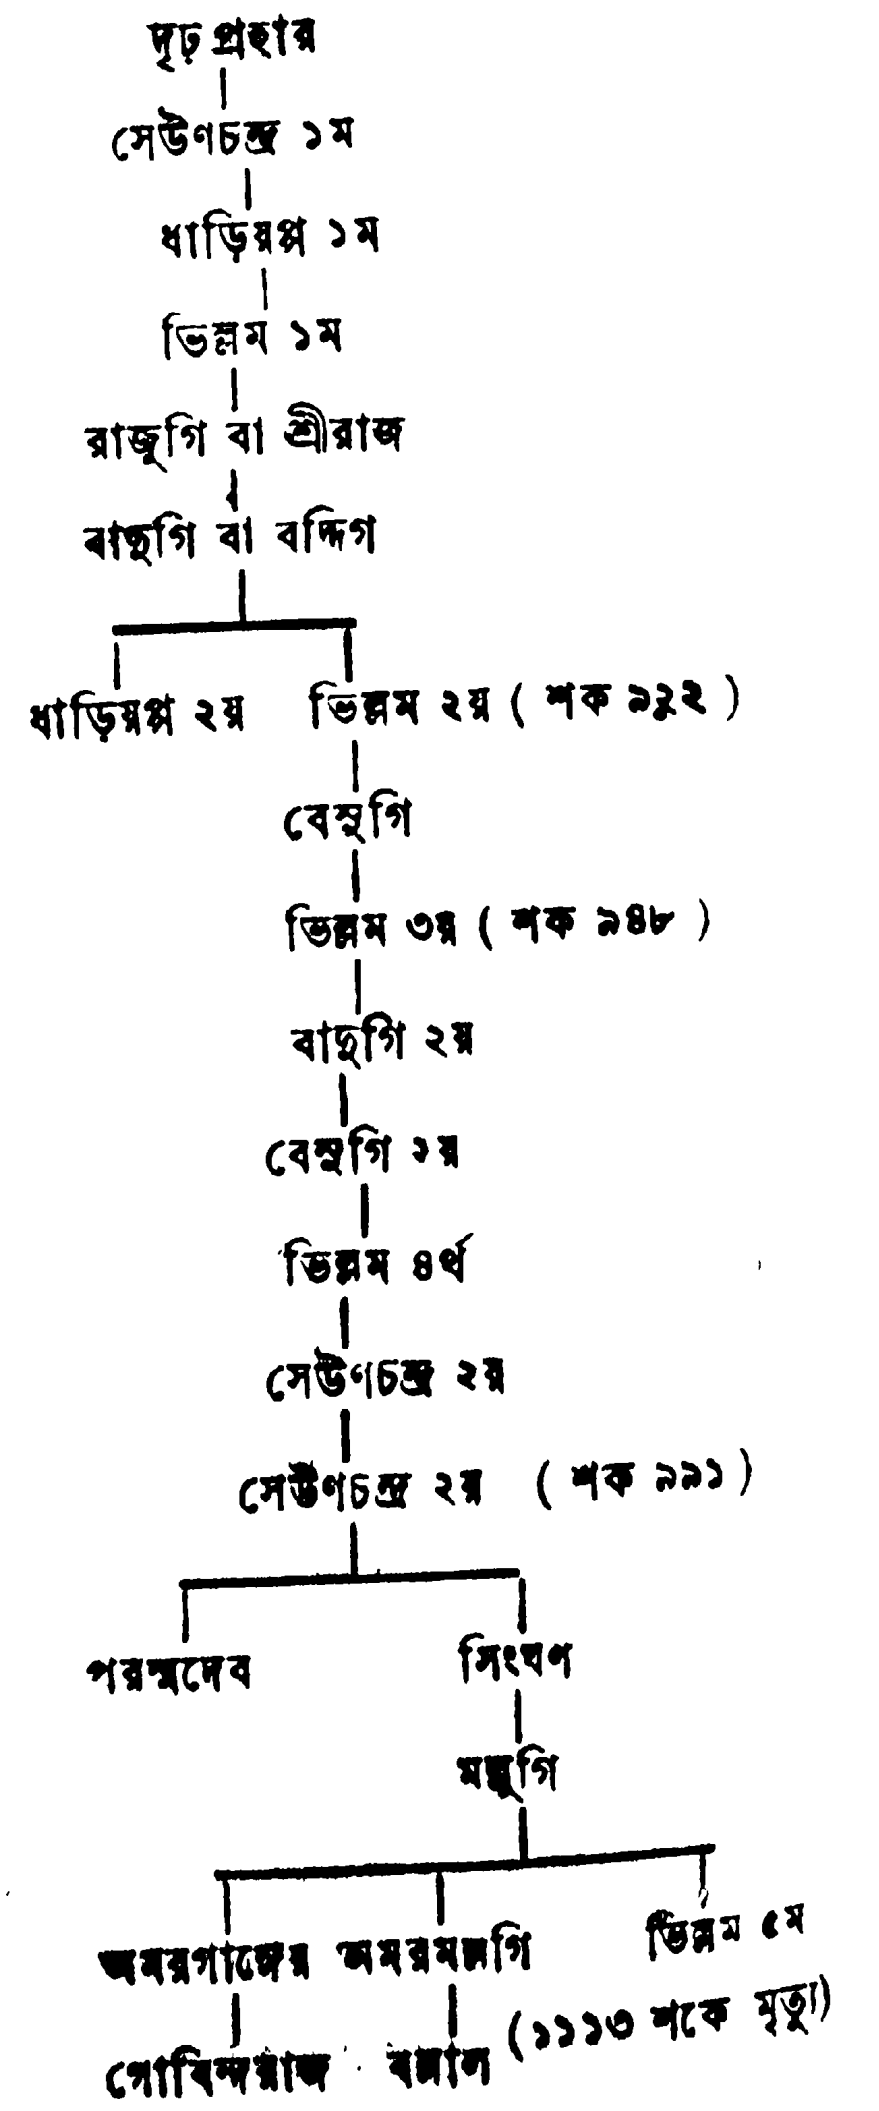 দৃঢ় প্রহার
সেউণচন্দ্র ১ম
ধাড়িয়প্প ১ম
ভিল্লম ১ম
রাজুগি বা শ্রীরাজ
বাদ্দুগি বা বদ্দিগ
ধাড়িয়প্প ২য় ভিল্লম ২য় ( শক ৯২২ )
বেসুগি
ভিল্লম ৩য় ( শক ৯৪৮ )
বাদুগি ২য়
বেসুগি ২য়
ভিল্লম ৪র্থ
সেউণচন্দ্র ২য়
সেউণচন্দ্র ২য় ( শক ৯৯১ )
পরম্মদেব সিংঘণ
মল্লুগি
অমরগাঙ্গেয় অমরমল্লগি ভিল্লম ৫ম
গোবিন্দরাজ বল্লাল (১১১৩ শকে মৃত্যু)